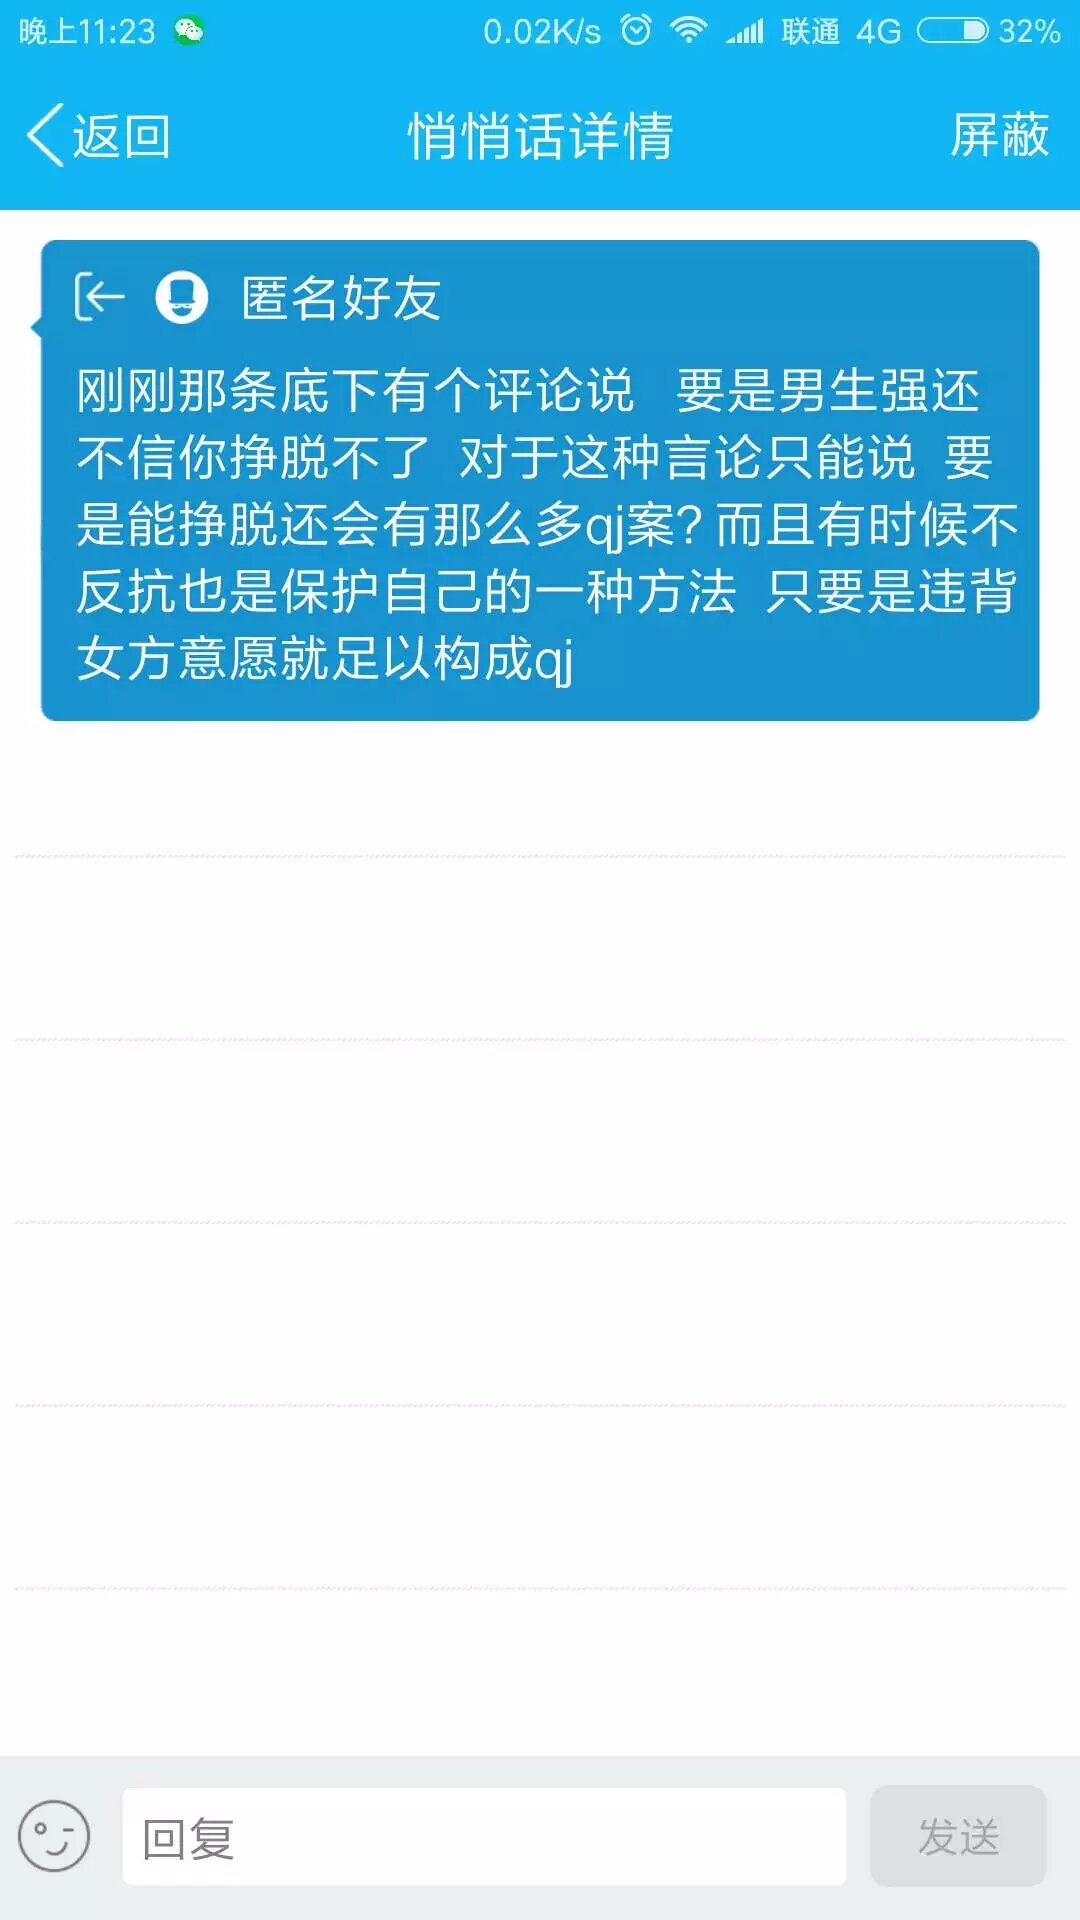 晚上11:23 0.02K/s 联通 4G 32%
返回 悄悄话详情 屏蔽
匿名好友
刚刚那条底下有个评论说 要是男生强还
不信你挣脱不了 对于这种言论只能说 要
是能挣脱还会有那么多qj案?而且有时候不
反抗也是保护自己的一种方法 只要是违背
女方意愿就足以构成qj
回复 发送